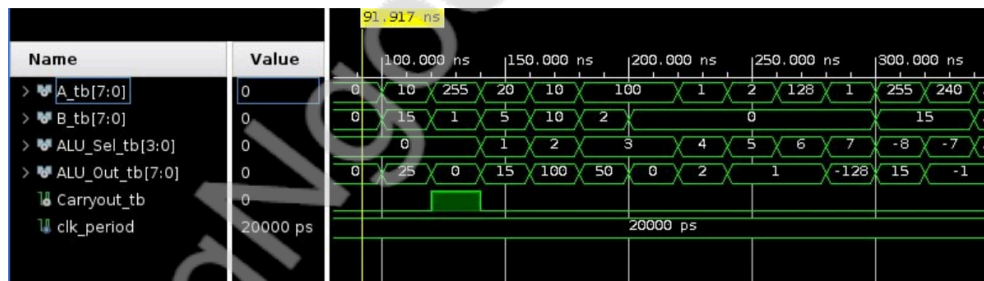 91.917 ns
Name Value 100.000 ns 150.000 ns 200.000 ns 250.000 ns 300.000 ns
A_tb[7:0] 0 0 10 255 20 10 100 1 2 128 1 255 240
B_tb[7:0] 0 0 15 1 5 10 2 0 15
ALU_Sel_tb[3:0] 0 0 1 2 3 4 5 6 7 -8 -7
ALU_Out_tb[7:0] 0 0 25 0 15 100 50 0 2 1 -128 15 -1
Carryout_tb 0
clk_period 20000 ps 20000 ps